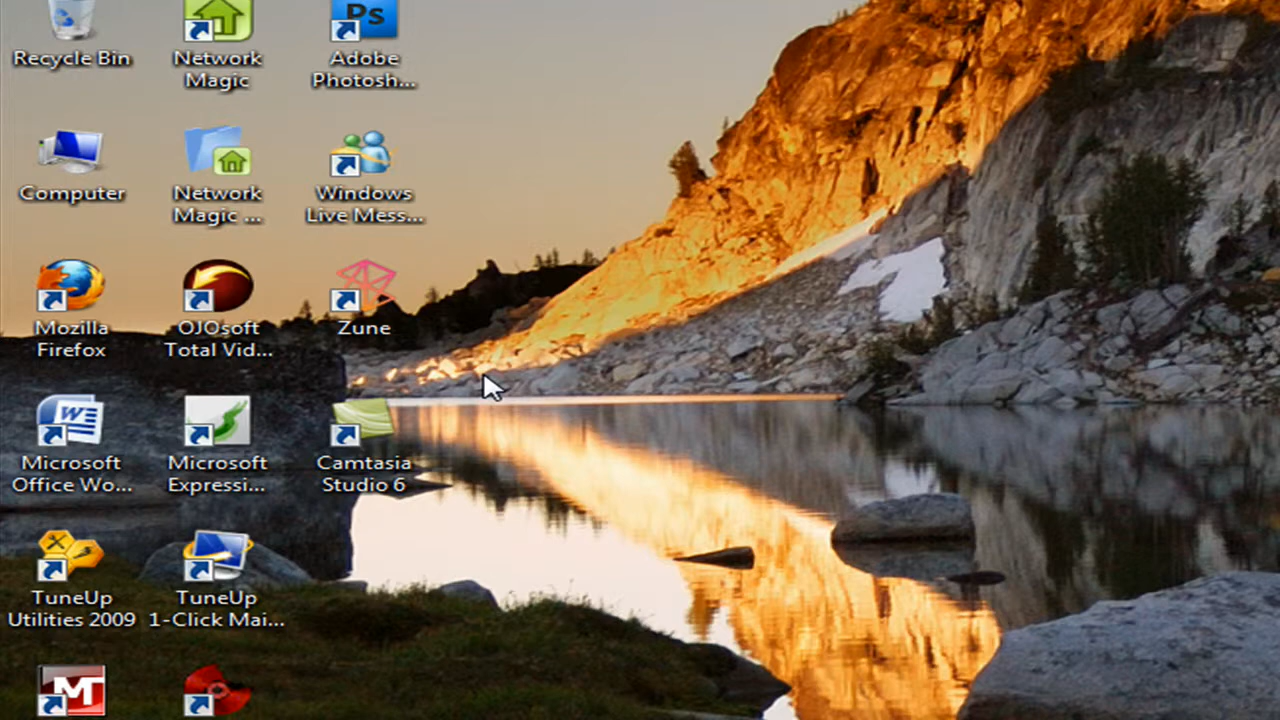 Recycle Bin
Network
Magic
Ps
Adobe
Photosh...
Computer
Network
Magic ...
Windows
Live Mess...
Mozilla
Firefox
OJOsoft
Total Vid...
Zune
W
Microsoft
Office Wo...
Microsoft
Expressi...
Camtasia
Studio 6
TuneUp
Utilities 2009
TuneUp
1-Click Mai...
M